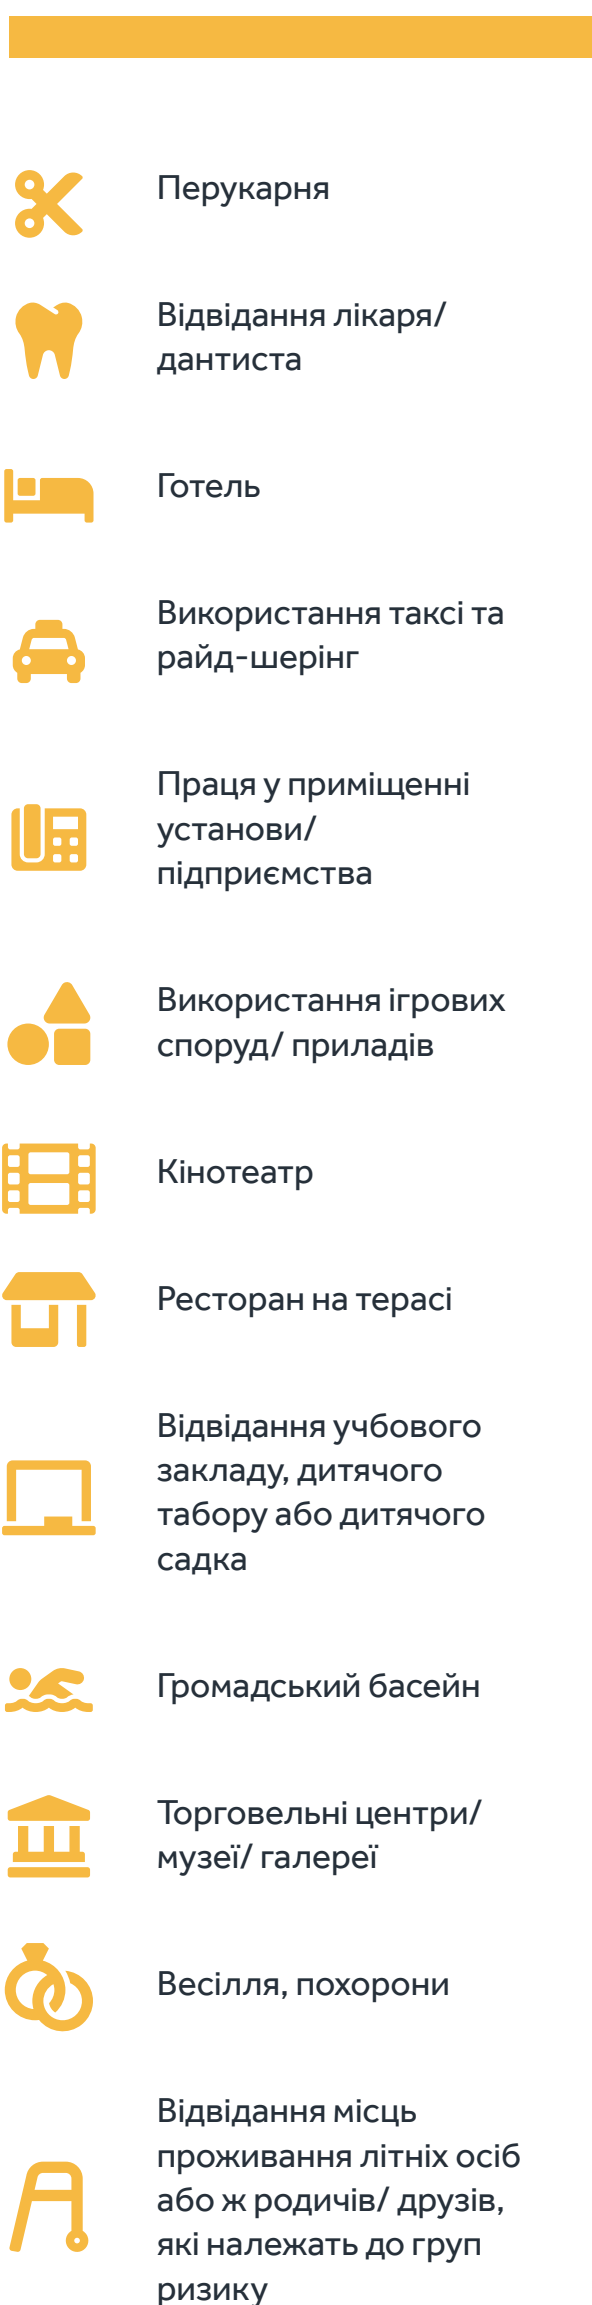 Перукарня
Відвідання лікаря/
дантиста
Готель
Використання таксі та
райд-шерінг
Праця у приміщенні
установи/
підприємства
Використання ігрових
споруд/ приладів
Кінотеатр
Ресторан на терасі
Відвідання учбового
закладу, дитячого
табору або дитячого
садка
Громадський басейн
Торговельні центри/
музеї/ галереї
Весілля, похорони
Відвідання місць
проживання літніх осіб
або ж родичів/ друзів,
які належать до груп
ризику